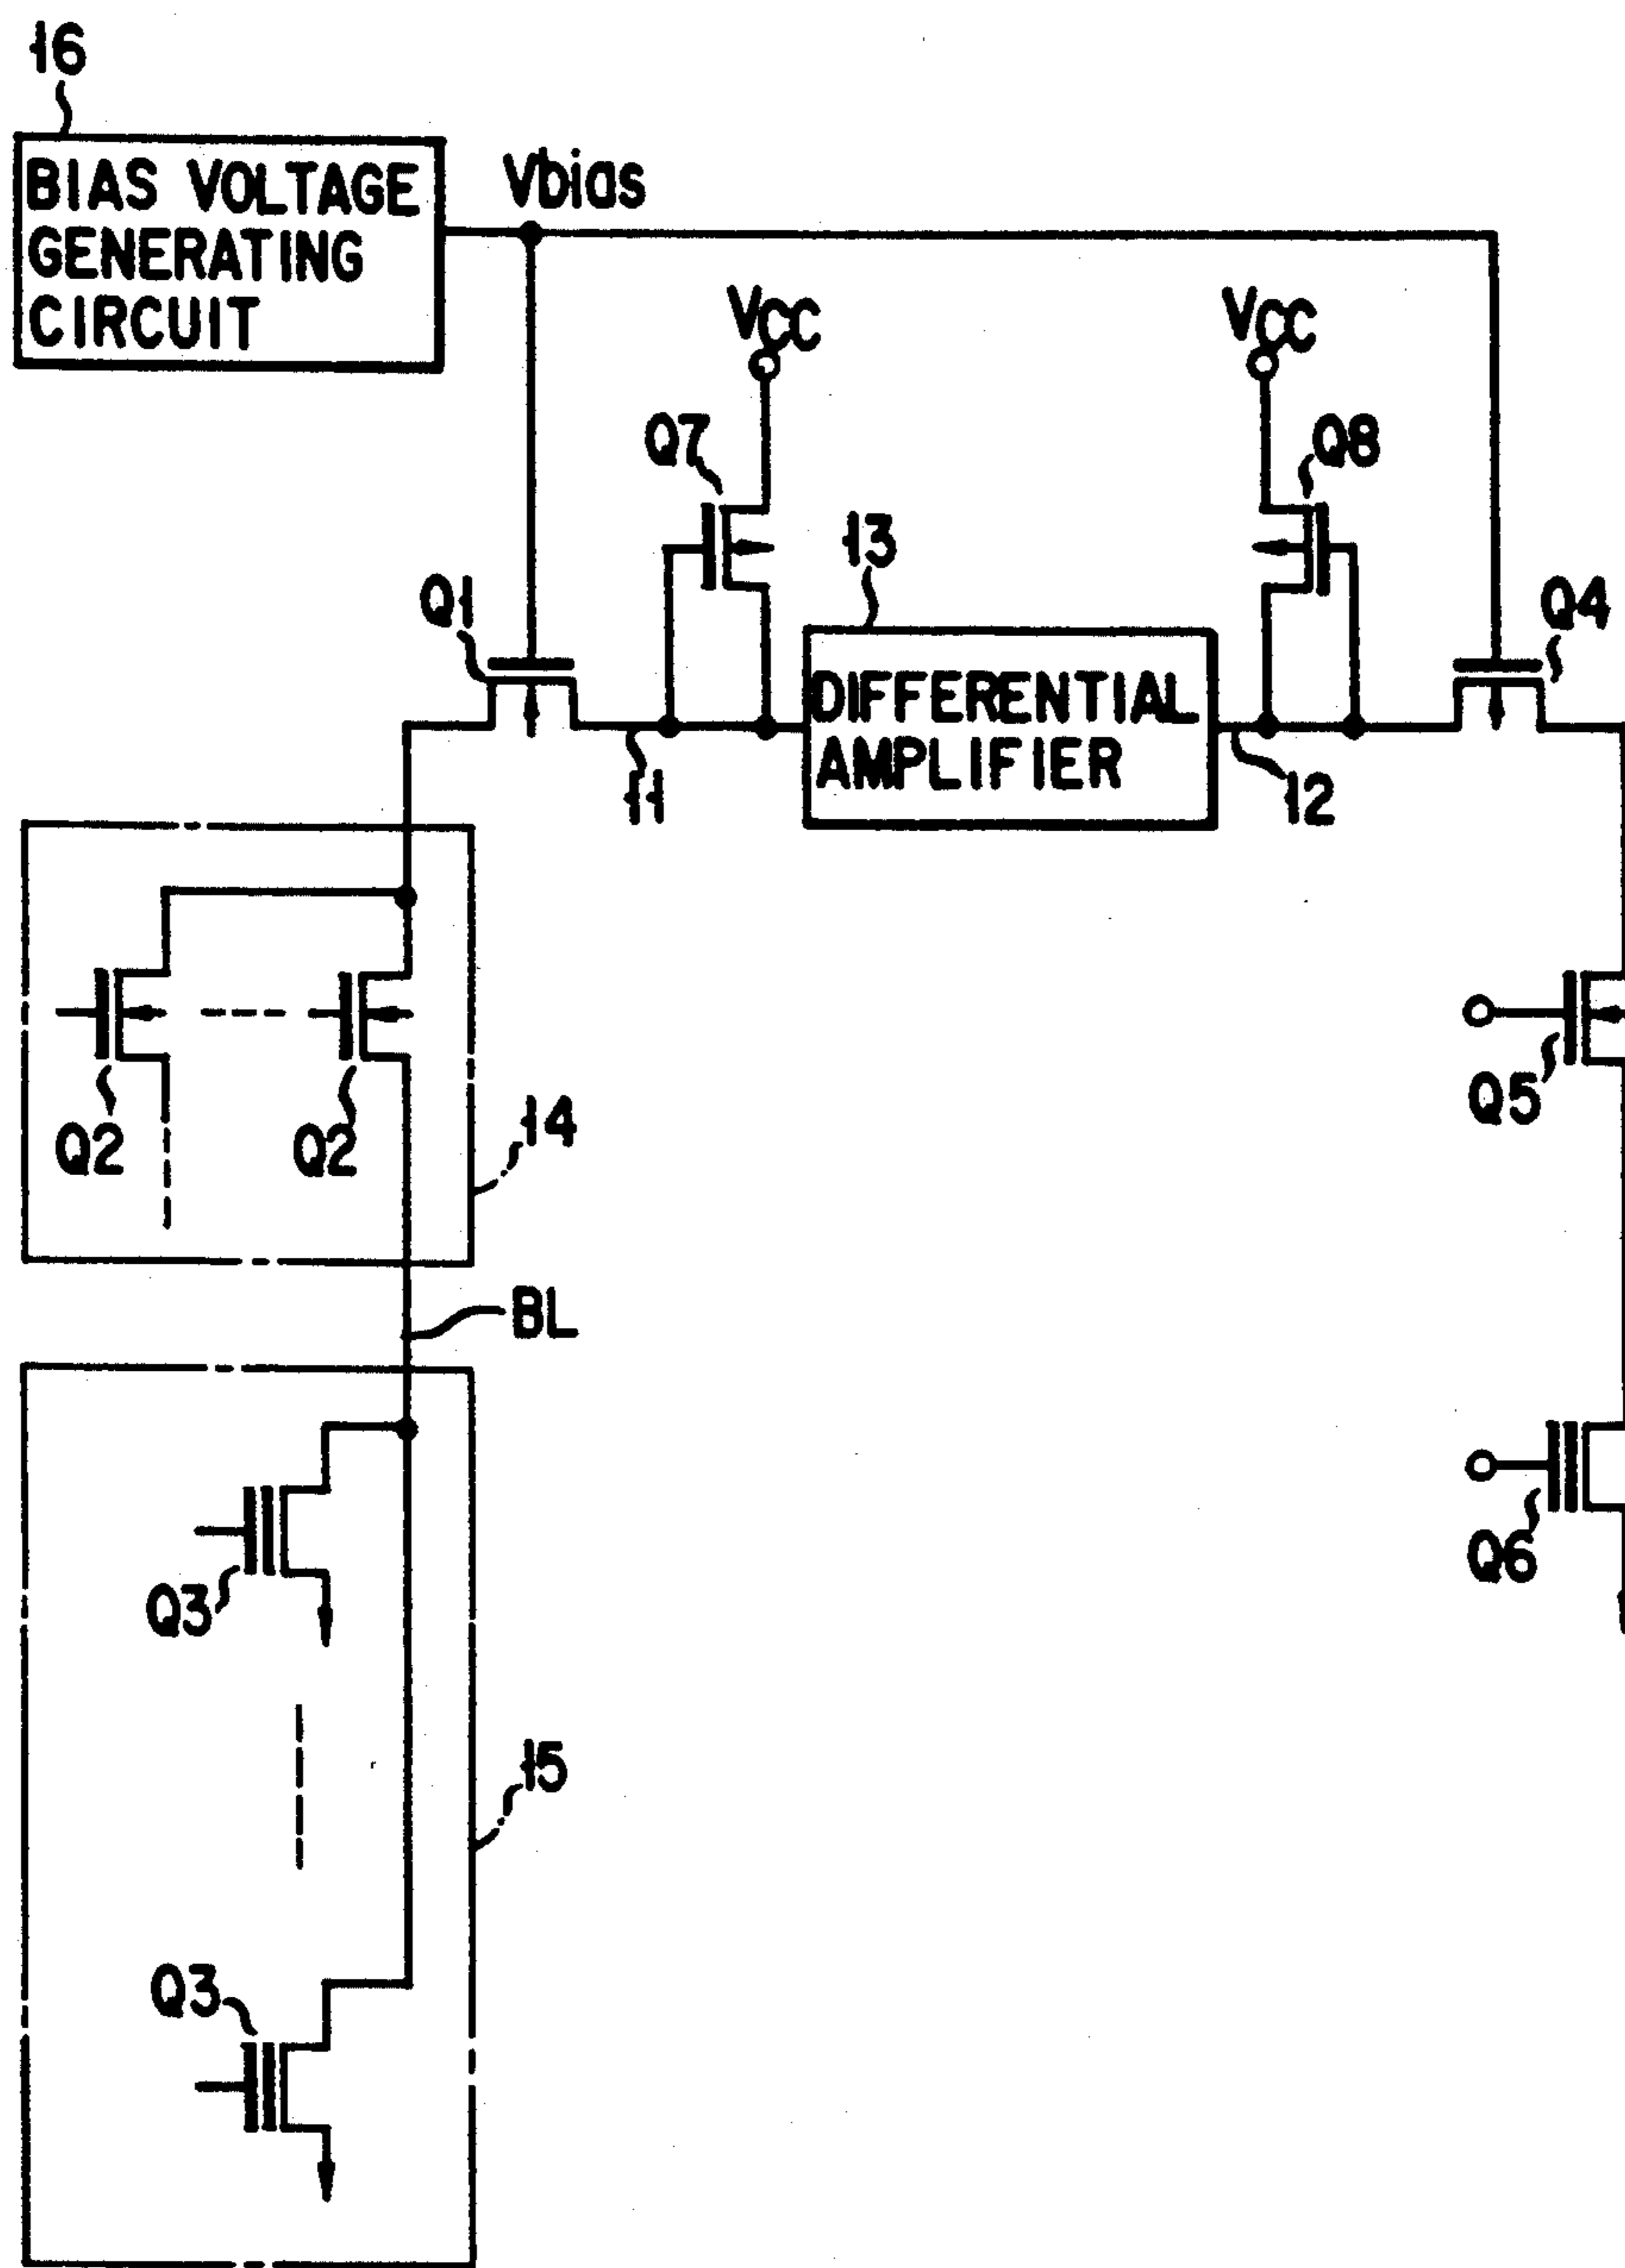 16
BIAS VOLTAGE
GENERATING
CIRCUIT
Vbias
VCC
VCC
Q7
Q8
13
Q1
Q4
DIFFERENTIAL
AMPLIFIER
11
12
Q2
Q2
14
Q5
BL
Q3
Q6
15
Q3